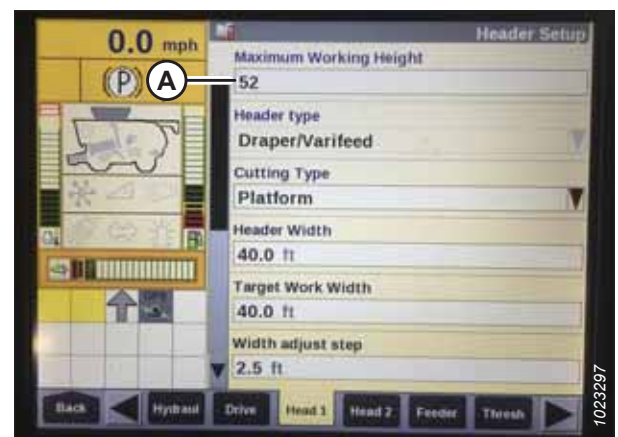 0.0 mph
Header Setup
(P)
A
Maximum Working Height
52
Header type
Draper/Varifeed
Cutting Type
Platform
Header Width
40.0 ft
Target Work Width
40.0 ft
Width adjust step
2.5 ft
Back
Hydraul
Drive
Head 1
Head 2
Feeder
Thresh
1023297